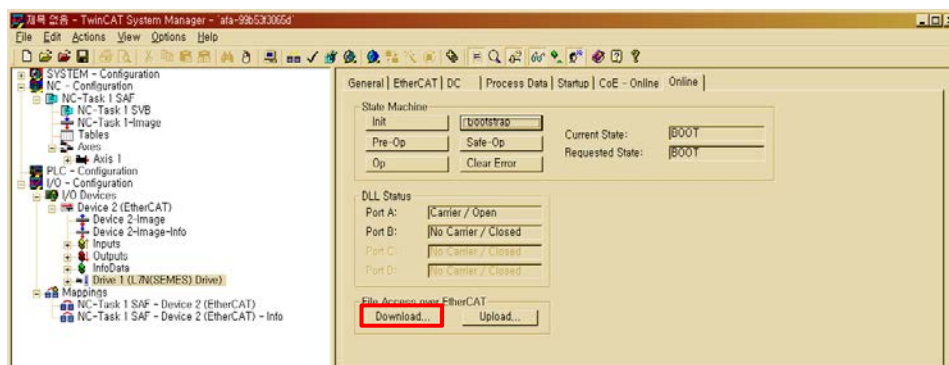 제목 없음 - TwinCAT System Manager - 'afa-99b53f3065d'
File Edit Actions View Options Help
SYSTEM - Configuration
NC - Configuration
NC-Task 1 SAF
NC-Task 1 SVB
NC-Task 1-Image
Tables
Axes
Axis 1
PLC - Configuration
I/O - Configuration
I/O Devices
Device 2 (EtherCAT)
Device 2-Image
Device 2-Image-Info
Inputs
Outputs
InfoData
Drive 1 (L7N(SEMES) Drive)
Mappings
NC-Task 1 SAF - Device 2 (EtherCAT)
NC-Task 1 SAF - Device 2 (EtherCAT) - Info
General EtherCAT DC Process Data Startup CoE - Online Online
State Machine
Init bootstrap
Pre-Op Safe-Op
Op Clear Error
Current State: BOOT
Requested State: BOOT
DLL Status
Port A: Carrier / Open
Port B: No Carrier / Closed
Port C: No Carrier / Closed
Port D: No Carrier / Closed
File Access over EtherCAT
Download... Upload...